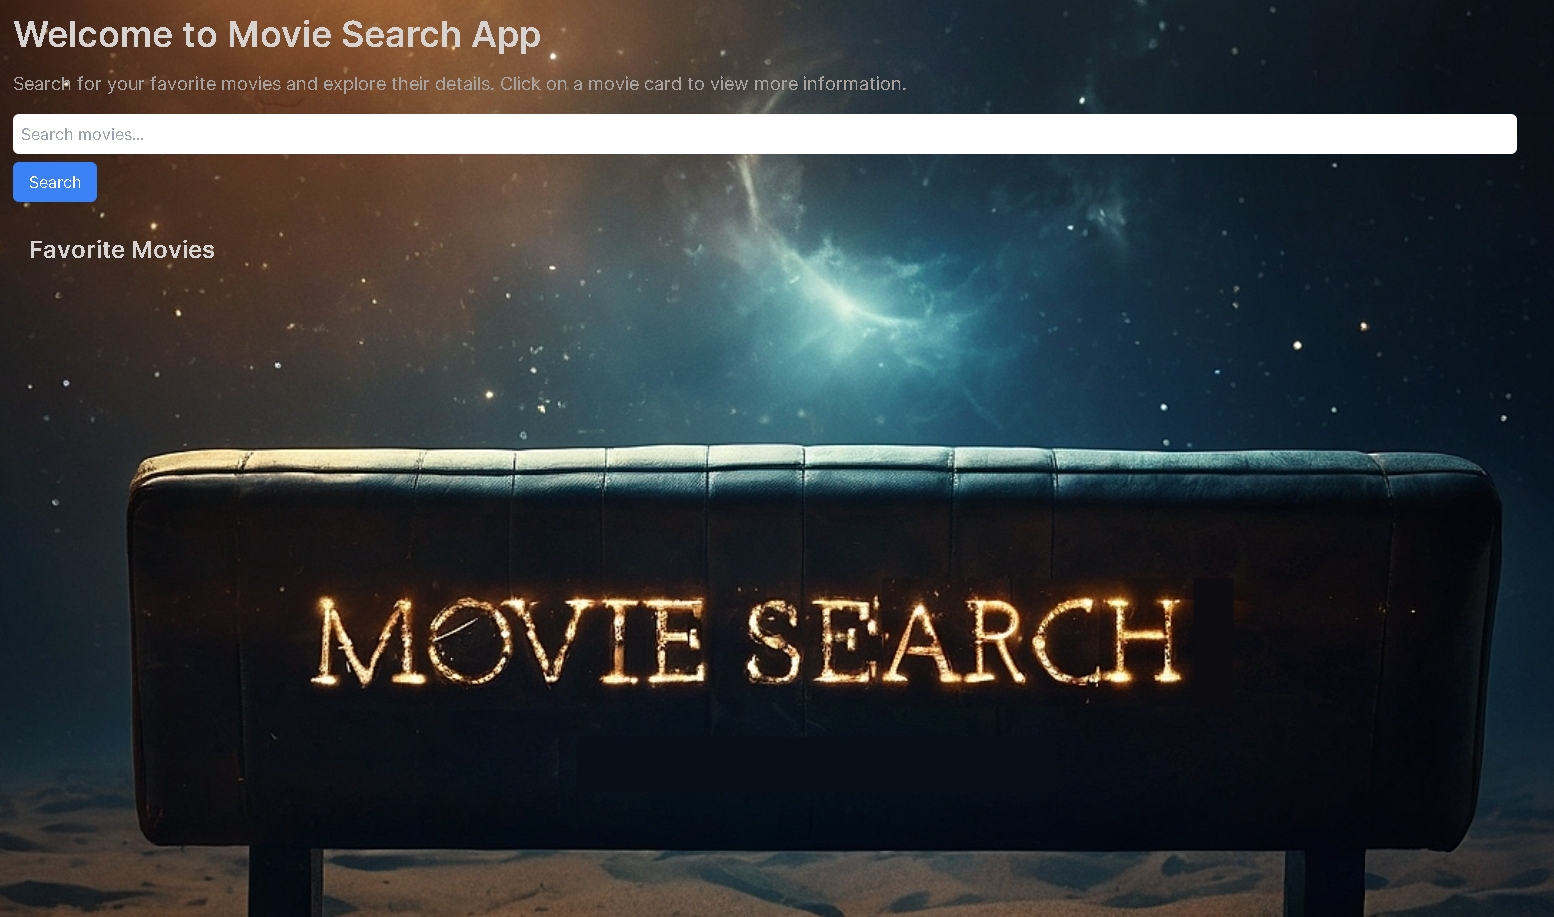 Welcome to Movie Search App
Search for your favorite movies and explore their details. Click on a movie card to view more information.
Search movies...
Search
Favorite Movies
MOVIE SEARCH